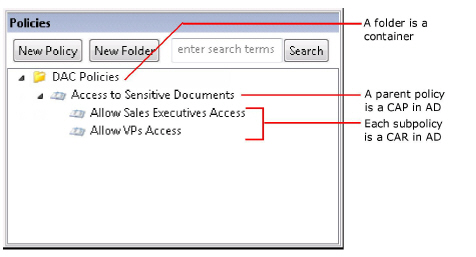 Policies
New Policy
New Folder
enter search terms
Search
DAC Policies
Access to Sensitive Documents
Allow Sales Executives Access
Allow VPs Access
A folder is a
container
A parent policy
is a CAP in AD
Each subpolicy
is a CAR in AD